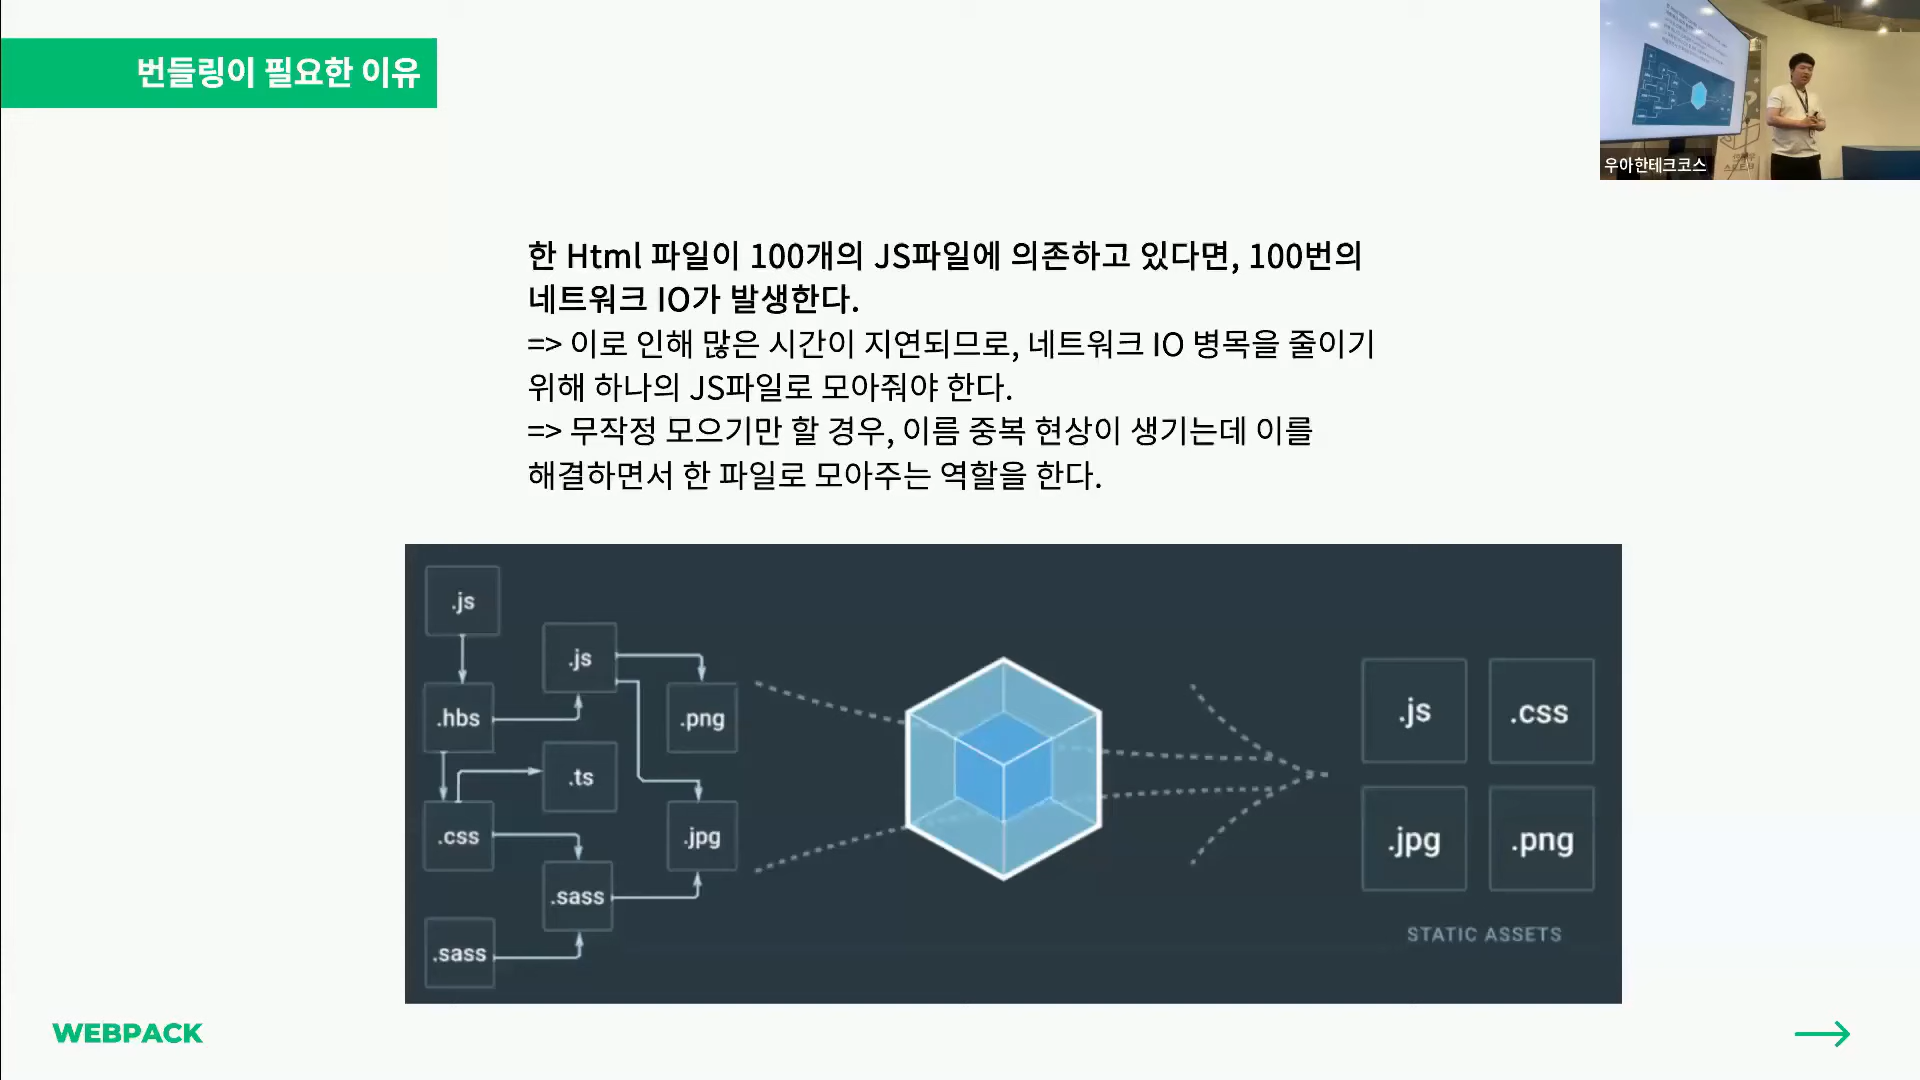 번들링이 필요한 이유
우아한테크코스
한 Html 파일이 100개의 JS파일에 의존하고 있다면, 100번의
네트워크 IO가 발생한다.
=> 이로 인해 많은 시간이 지연되므로, 네트워크 IO 병목을 줄이기
위해 하나의 JS파일로 모아줘야 한다.
=> 무작정 모으기만 할 경우, 이름 중복 현상이 생기는데 이를
해결하면서 한 파일로 모아주는 역할을 한다.
.js
.js
.hbs
.png
.ts
.css
.jpg
.sass
.sass
.js
.css
.jpg
.png
STATIC ASSETS
WEBPACK